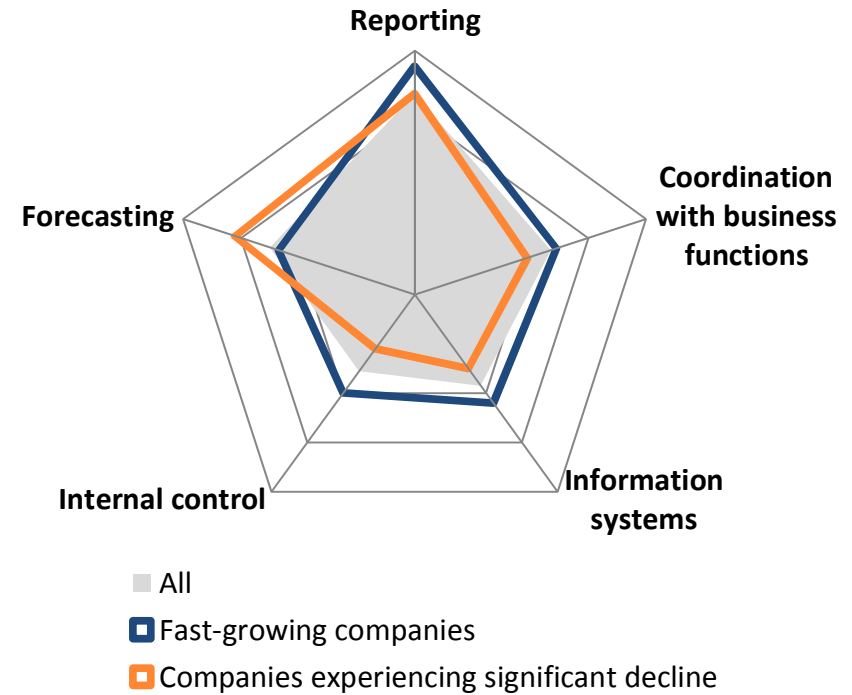 Reporting
Coordination
with business
functions
Forecasting
Internal control
Information
systems
All
Fast-growing companies
Companies experiencing significant decline